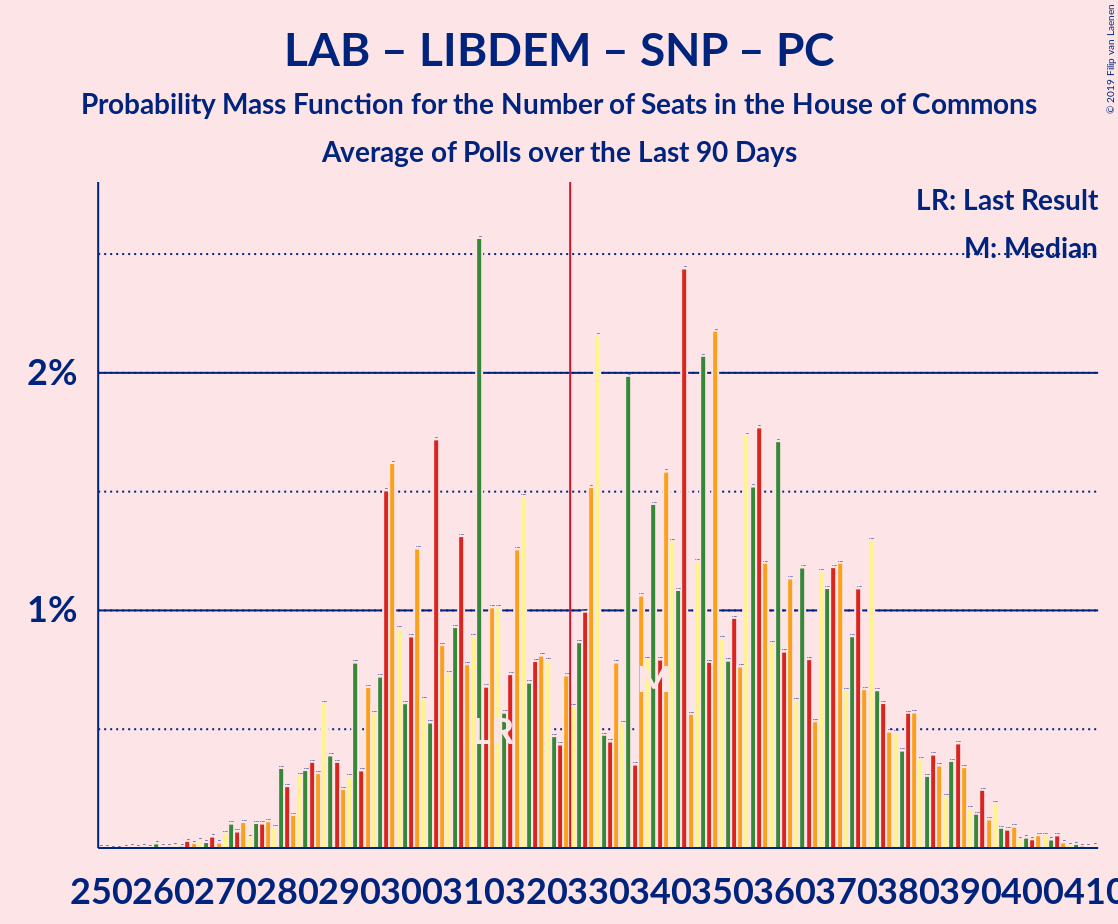 LAB – LIBDEM – SNP – PC
Probability Mass Function for the Number of Seats in the House of Commons
Average of Polls over the Last 90 Days
© 2019 Filip van Laenen
LR: Last Result
M: Median
2%
1%
M
LR
250 260 270 280 290 300 310 320 330 340 350 360 370 380 390 400 410